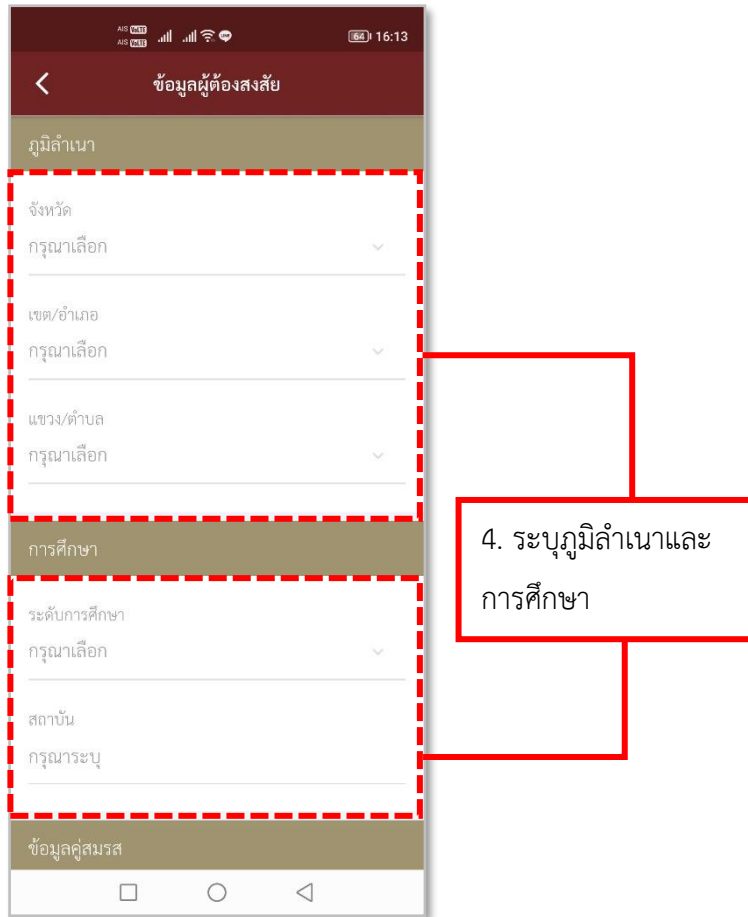 AIS VoLTE
AIS VoLTE
64 16:13
ข้อมูลผู้ต้องสงสัย
ภูมิลำเนา
จังหวัด
กรุณาเลือก
เขต/อำเภอ
กรุณาเลือก
แขวง/ตำบล
กรุณาเลือก
4. ระบุภูมิลำเนาและ
การศึกษา
การศึกษา
ระดับการศึกษา
กรุณาเลือก
สถาบัน
กรุณาระบุ
ข้อมูลคู่สมรส